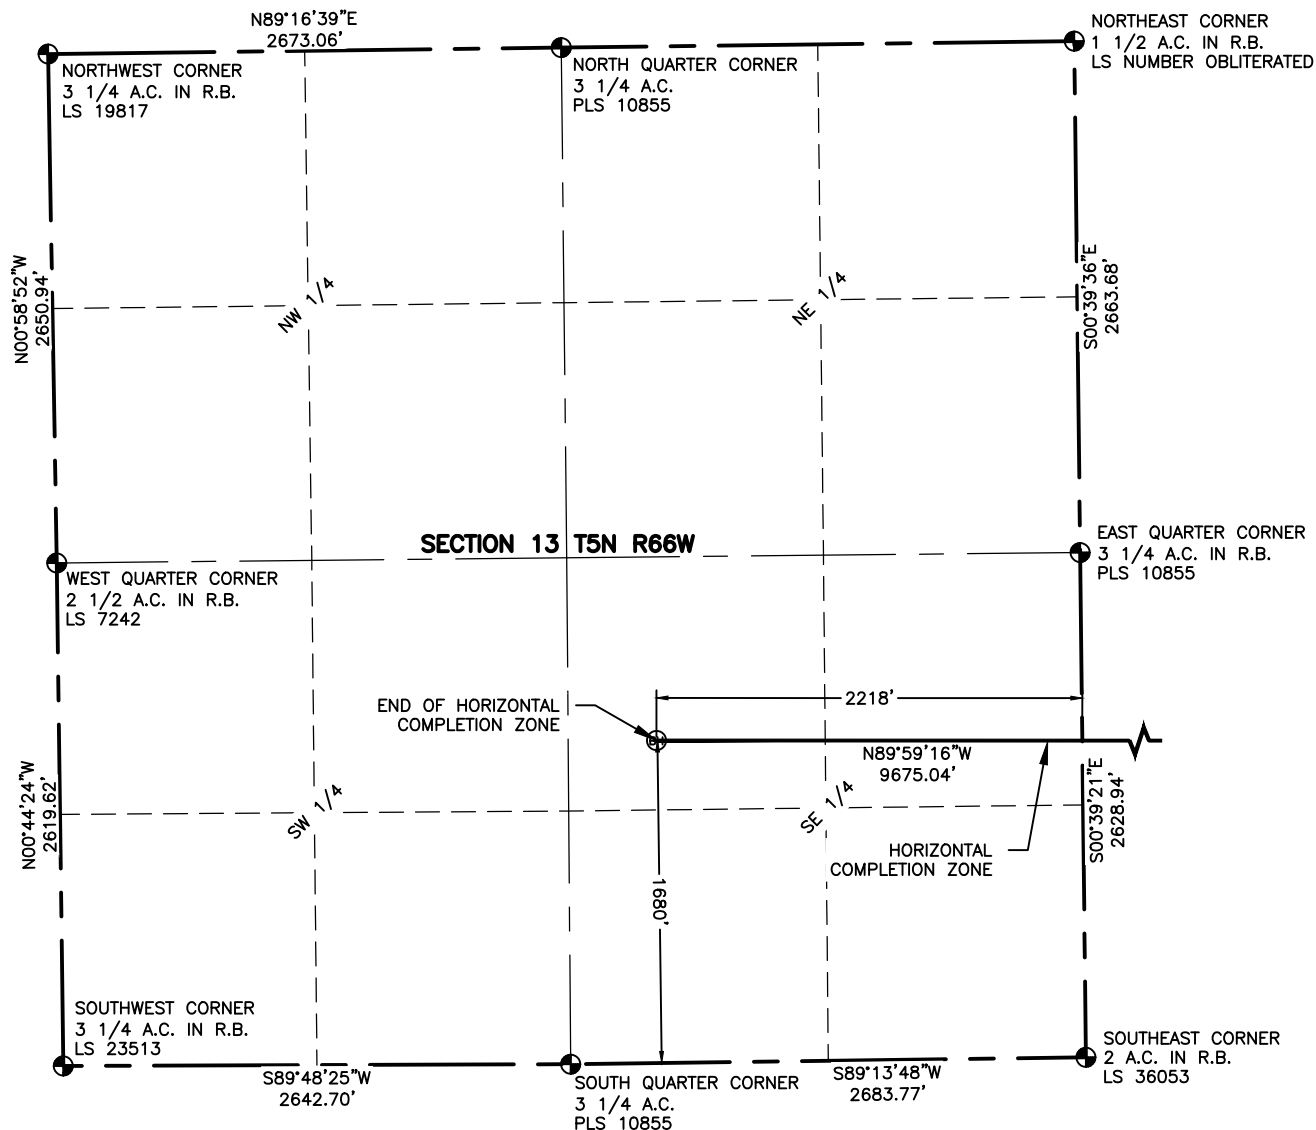 N89°16'39"E
2673.06'
NORTHWEST CORNER
3 1/4 A.C. IN R.B.
LS 19817
NORTH QUARTER CORNER
3 1/4 A.C.
PLS 10855
NORTHEAST CORNER
1 1/2 A.C. IN R.B.
LS NUMBER OBLITERATED
N00°58'52"W
2650.94'
NW 1/4
NE 1/4
S00°39'36"E
2663.68'
SECTION 13 T5N R66W
WEST QUARTER CORNER
2 1/2 A.C. IN R.B.
LS 7242
EAST QUARTER CORNER
3 1/4 A.C. IN R.B.
PLS 10855
END OF HORIZONTAL
COMPLETION ZONE
2218'
N89°59'16"W
9675.04'
N00°44'24"W
2619.62'
SW 1/4
SE 1/4
S00°39'21"E
2628.94'
HORIZONTAL
COMPLETION ZONE
1680'
SOUTHWEST CORNER
3 1/4 A.C. IN R.B.
LS 23513
S89°48'25"W
2642.70'
SOUTH QUARTER CORNER
3 1/4 A.C.
PLS 10855
S89°13'48"W
2683.77'
SOUTHEAST CORNER
2 A.C. IN R.B.
LS 36053